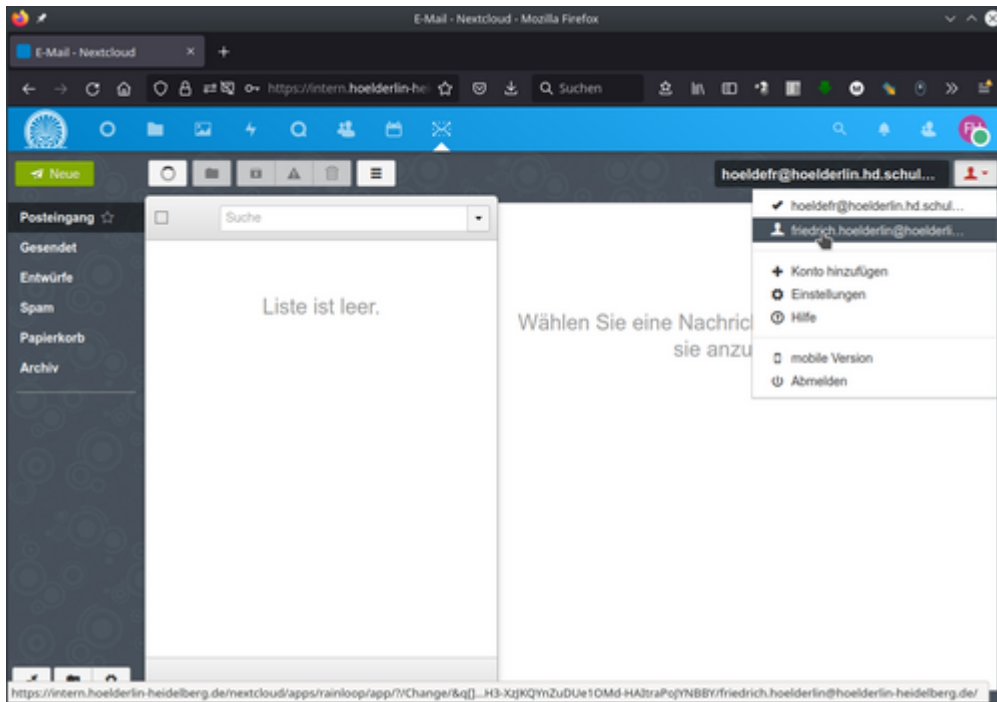 E-Mail - Nextcloud - Mozilla Firefox
E-Mail - Nextcloud
https://intern.hoelderlin-he
Suchen
Neue
hoeldefr@hoelderlin.hd.schul...
Posteingang
Gesendet
Entwürfe
Spam
Papierkorb
Archiv
Suche
Liste ist leer.
Wählen Sie eine Nachric
sie anzu
hoeldefr@hoelderlin.hd.schul...
friedrich.hoelderlin@hoelderli...
Konto hinzufügen
Einstellungen
Hilfe
mobile Version
Abmelden
https://intern.hoelderlin-heidelberg.de/nextcloud/apps/rainloop/app/?/Change/&q[]...H3-XzJKQYnZuDUe1OMd-HAItraPoJYNBBY/friedrich.hoelderlin@hoelderlin-heidelberg.de/